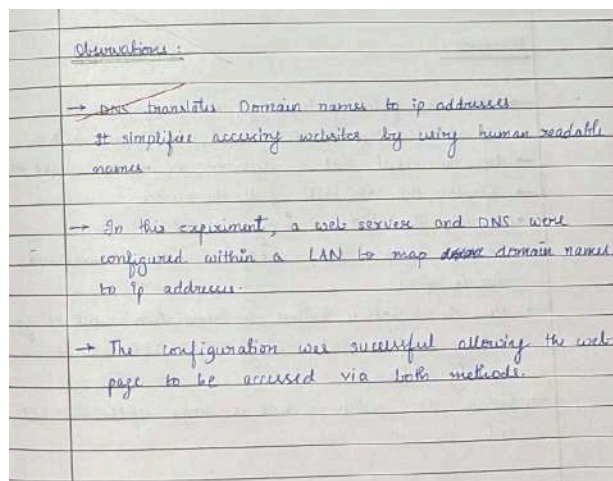 Observations :
→ DNS translates Domain names to ip addresses
It simplifies accessing websites by using human readable
names.
→ In this experiment, a web server and DNS were
configured within a LAN to map domain names
to ip addresses.
→ The configuration was sucessful allowing the web
page to be accessed via both methods.